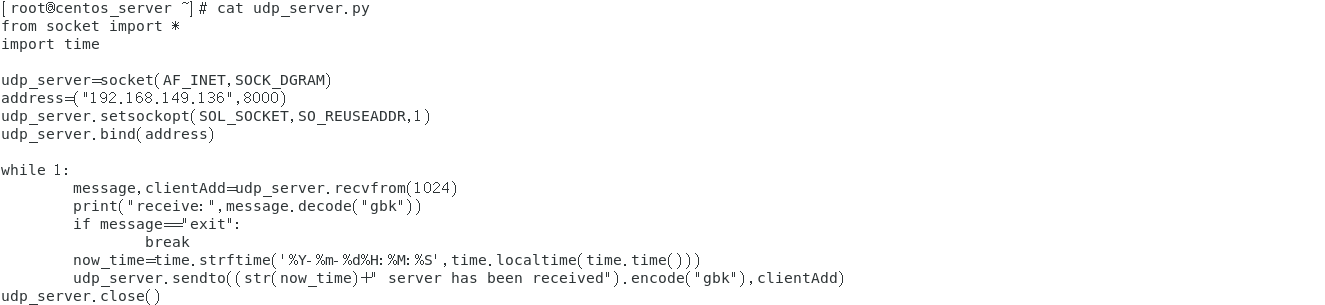 [root@centos_server ~]# cat udp_server.py
from socket import *
import time

udp_server=socket(AF_INET,SOCK_DGRAM)
address=("192.168.149.136",8000)
udp_server.setsockopt(SOL_SOCKET,SO_REUSEADDR,1)
udp_server.bind(address)

while 1:
        message,clientAdd=udp_server.recvfrom(1024)
        print("receive:",message.decode("gbk"))
        if message=="exit":
                break
        now_time=time.strftime('%Y-%m-%d%H:%M:%S',time.localtime(time.time()))
        udp_server.sendto((str(now_time)+" server has been received").encode("gbk"),clientAdd)
udp_server.close()